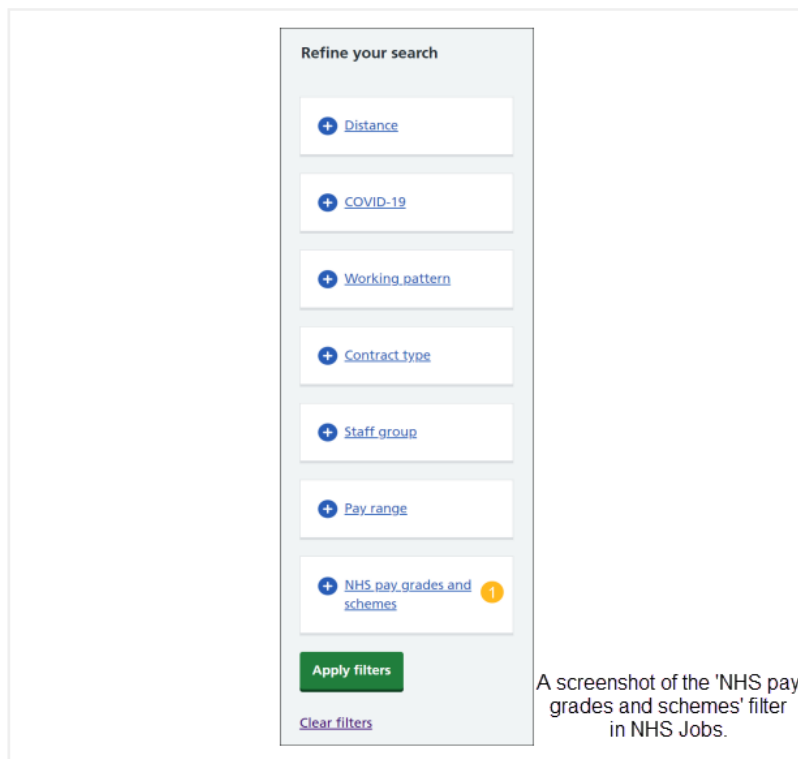 Refine your search
Distance
COVID-19
Working pattern
Contract type
Staff group
Pay range
NHS pay grades and
schemes
1
Apply filters
Clear filters
A screenshot of the 'NHS pay
grades and schemes' filter
in NHS Jobs.